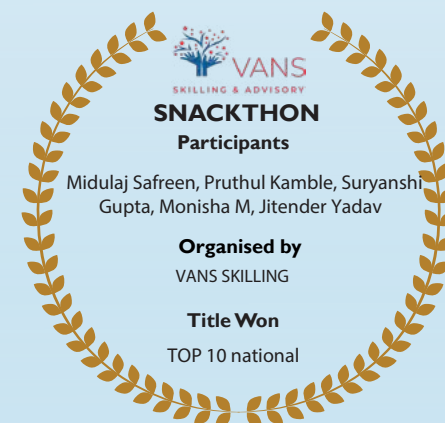 VANS
SKILLING & ADVISORY
SNACKTHON
Participants
Midulaj Safreen, Pruthul Kamble, Suryanshi
Gupta, Monisha M, Jitender Yadav
Organised by
VANS SKILLING
Title Won
TOP 10 national